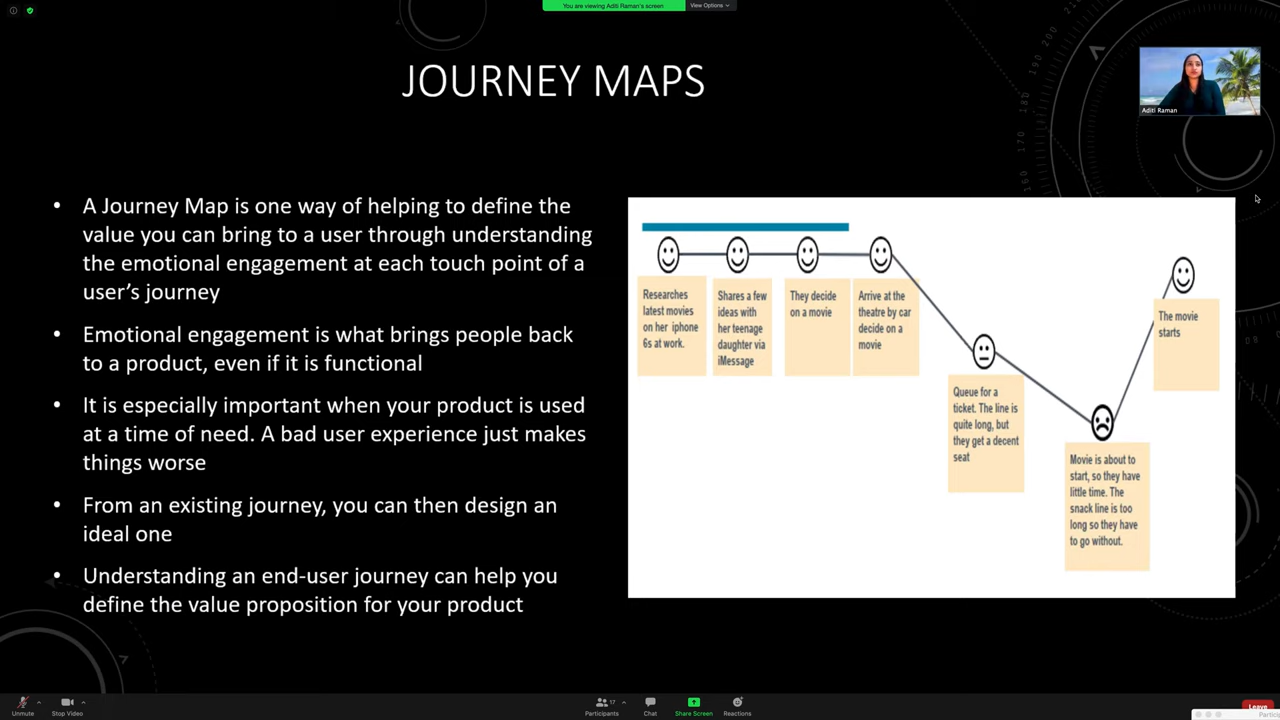 You are viewing Aditi Raman's screen
View Options
JOURNEY MAPS
Aditi Raman
• A Journey Map is one way of helping to define the
value you can bring to a user through understanding
the emotional engagement at each touch point of a
user's journey
• Emotional engagement is what brings people back
to a product, even if it is functional
• It is especially important when your product is used
at a time of need. A bad user experience just makes
things worse
• From an existing journey, you can then design an
ideal one
• Understanding an end-user journey can help you
define the value proposition for your product
Researches
latest movies
on her iphone
6s at work.
Shares a few
ideas with
her teenage
daughter via
iMessage
They decide
on a movie
Arrive at the
theatre by car
decide on a
movie
Queue for a
ticket. The line is
quite long, but
they get a decent
seat
Movie is about to
start, so they have
little time. The
snack line is too
long so they have
to go without.
The movie
starts
200
190
180
170
160
Unmute
Stop Video
17
Participants
Chat
Share Screen
Reactions
Leave